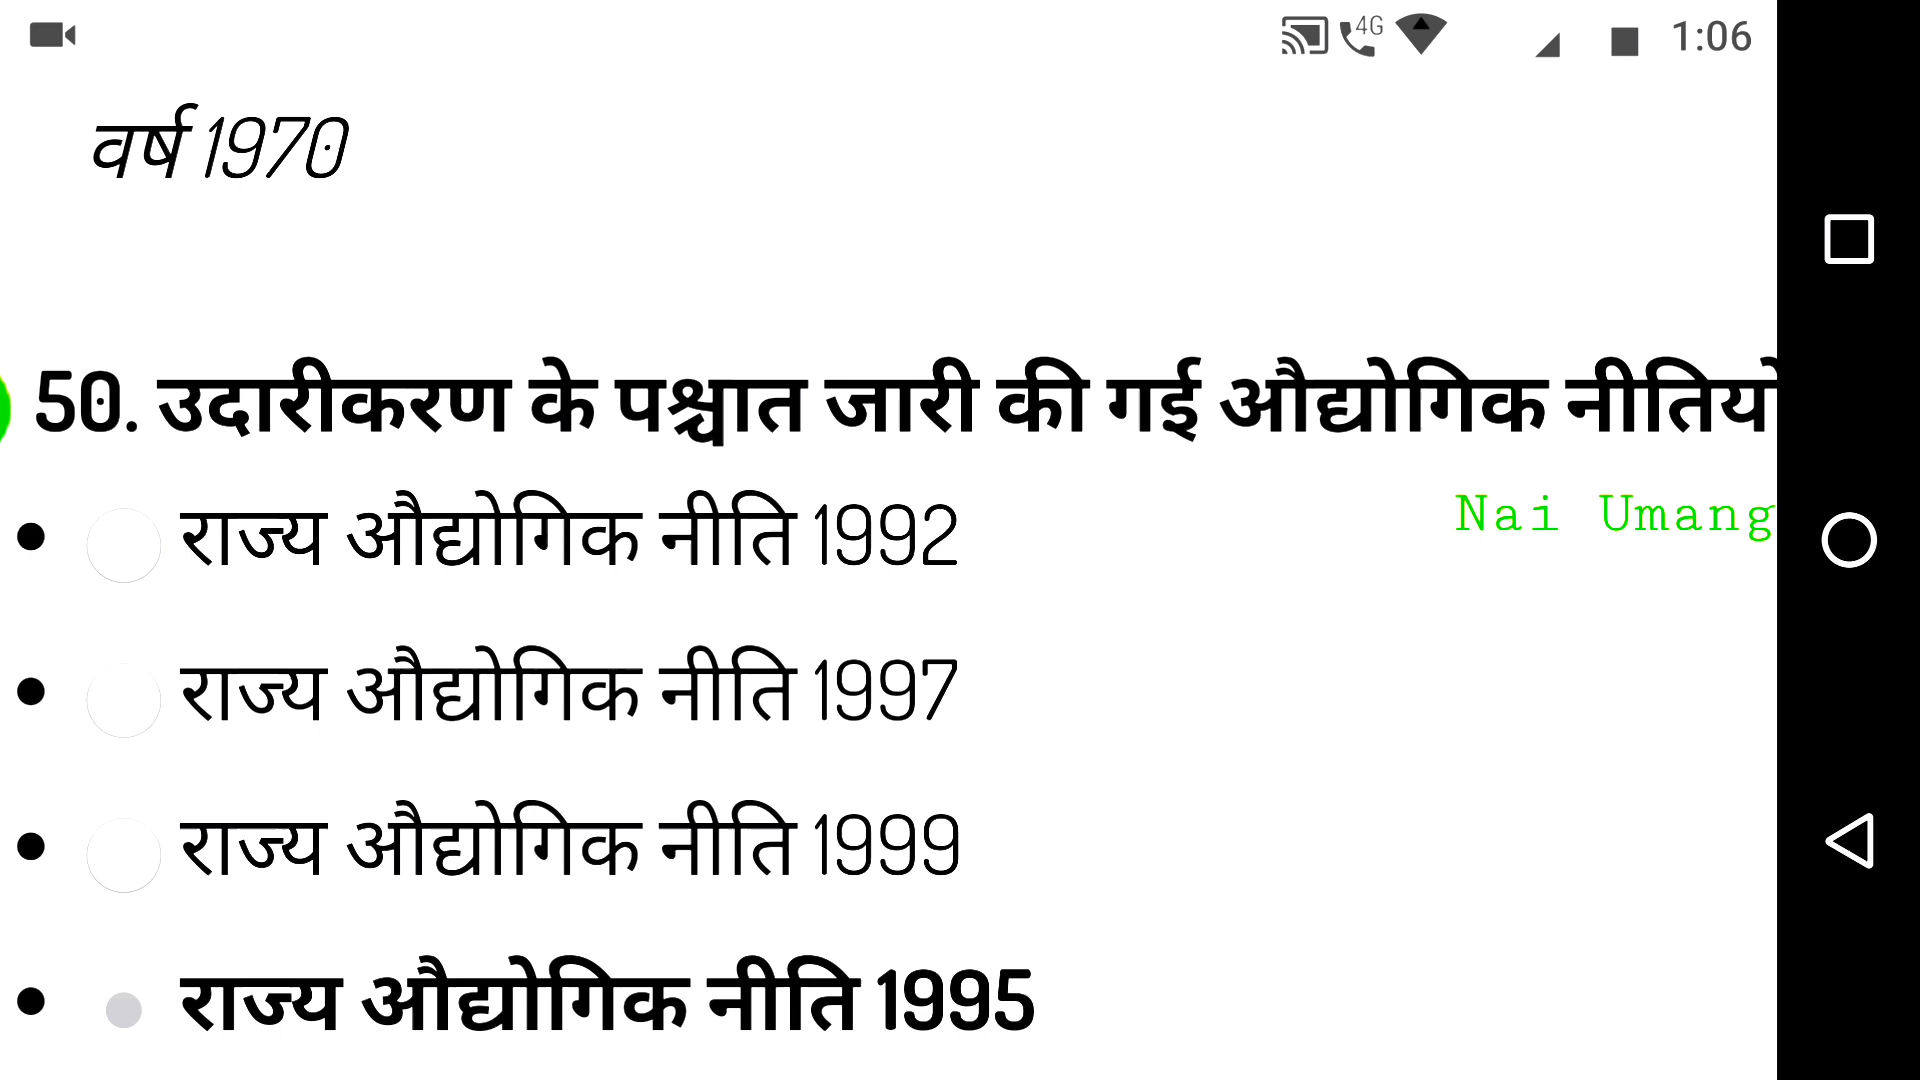 4G 1:06
वर्ष 1970
50. उदारीकरण के पश्चात जारी की गई औद्योगिक
राज्य औद्योगिक नीति 1992
Nai Umang
राज्य औद्योगिक नीति 1997
राज्य औद्योगिक नीति 1999
राज्य औद्योगिक नीति 1995